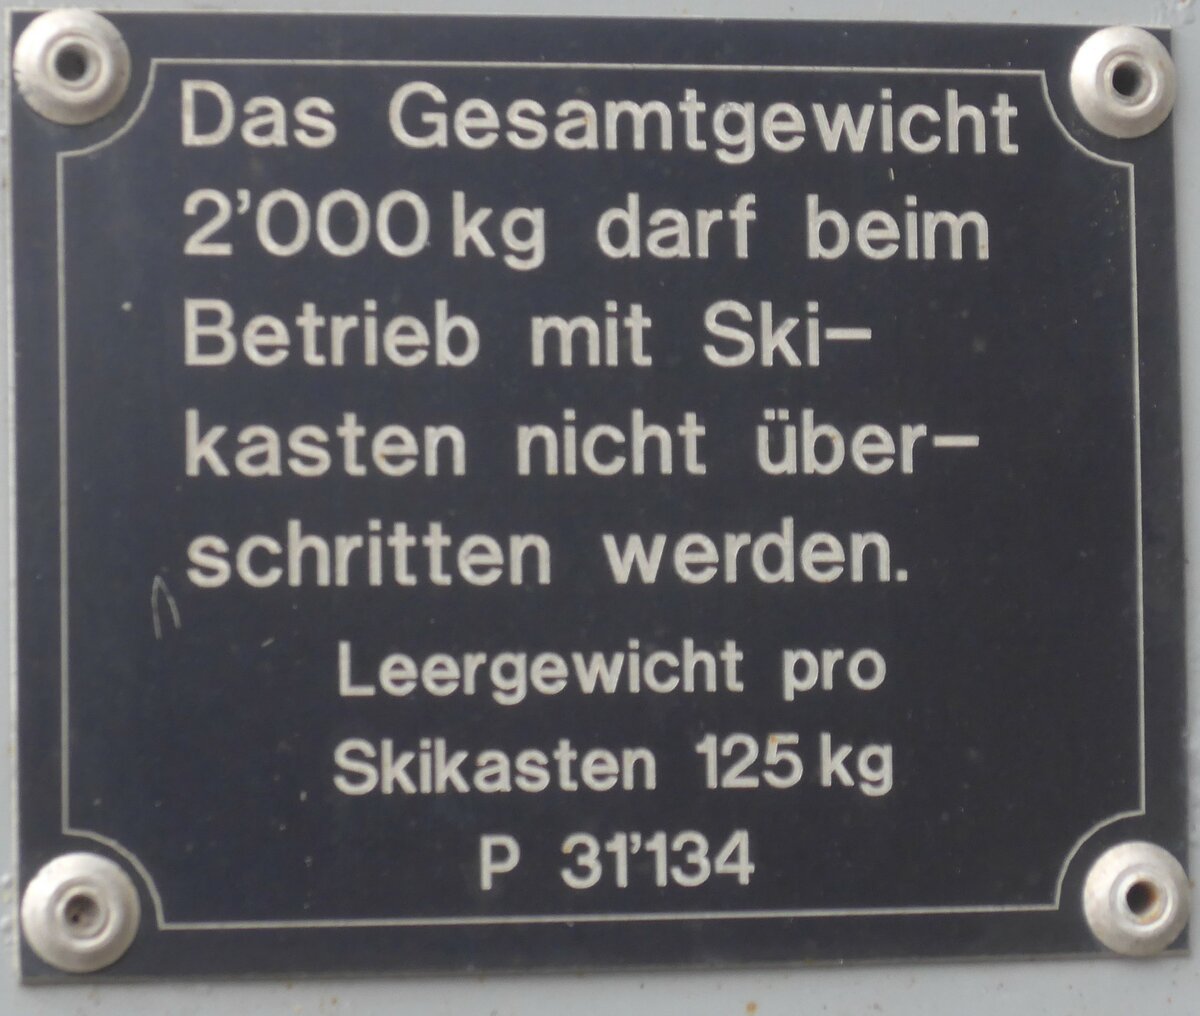 Das Gesamtgewicht
2'000 kg darf beim
Betrieb mit Ski-
kasten nicht über-
schritten werden.
Leergewicht pro
Skikasten 125 kg
P 31'134